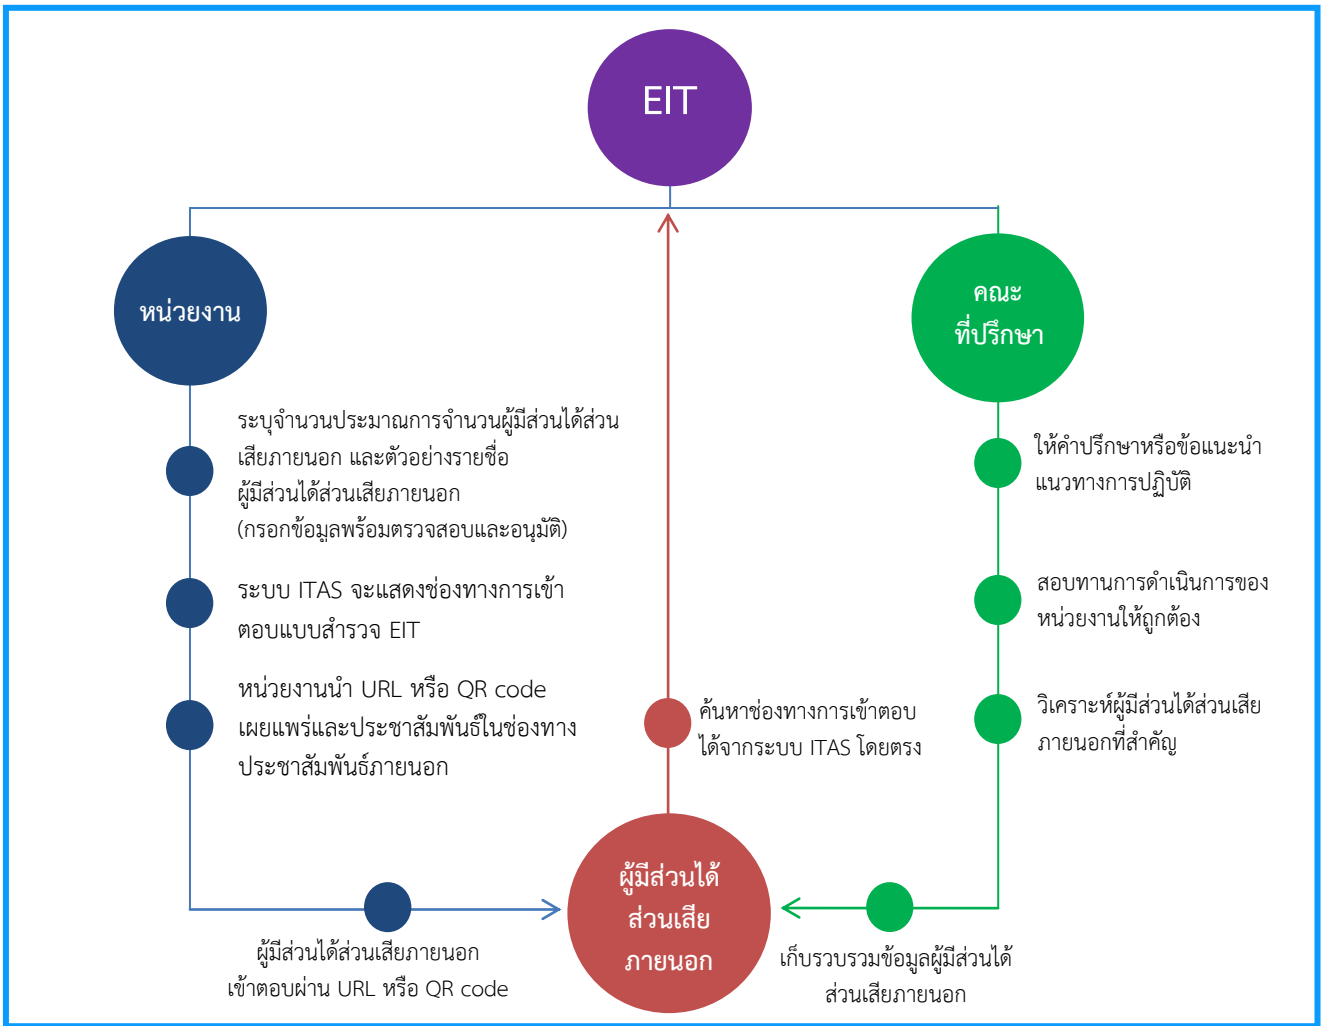 EIT
หน่วยงาน
คณะ
ที่ปรึกษา
ระบุจำนวนประมาณการจำนวนผู้มีส่วนได้ส่วน
เสียภายนอก และตัวอย่างรายชื่อ
ผู้มีส่วนได้ส่วนเสียภายนอก
(กรอกข้อมูลพร้อมตรวจสอบและอนุมัติ)
ระบบ ITAS จะแสดงช่องทางการเข้า
ตอบแบบสำรวจ EIT
หน่วยงานนำ URL หรือ QR code
เผยแพร่และประชาสัมพันธ์ในช่องทาง
ประชาสัมพันธ์ภายนอก
ให้คำปรึกษาหรือข้อแนะนำ
แนวทางการปฏิบัติ
สอบทานการดำเนินการของ
หน่วยงานให้ถูกต้อง
วิเคราะห์ผู้มีส่วนได้ส่วนเสีย
ภายนอกที่สำคัญ
ค้นหาช่องทางการเข้าตอบ
ได้จากระบบ ITAS โดยตรง
ผู้มีส่วนได้
ส่วนเสีย
ภายนอก
ผู้มีส่วนได้ส่วนเสียภายนอก
เข้าตอบผ่าน URL หรือ QR code
เก็บรวบรวมข้อมูลผู้มีส่วนได้
ส่วนเสียภายนอก